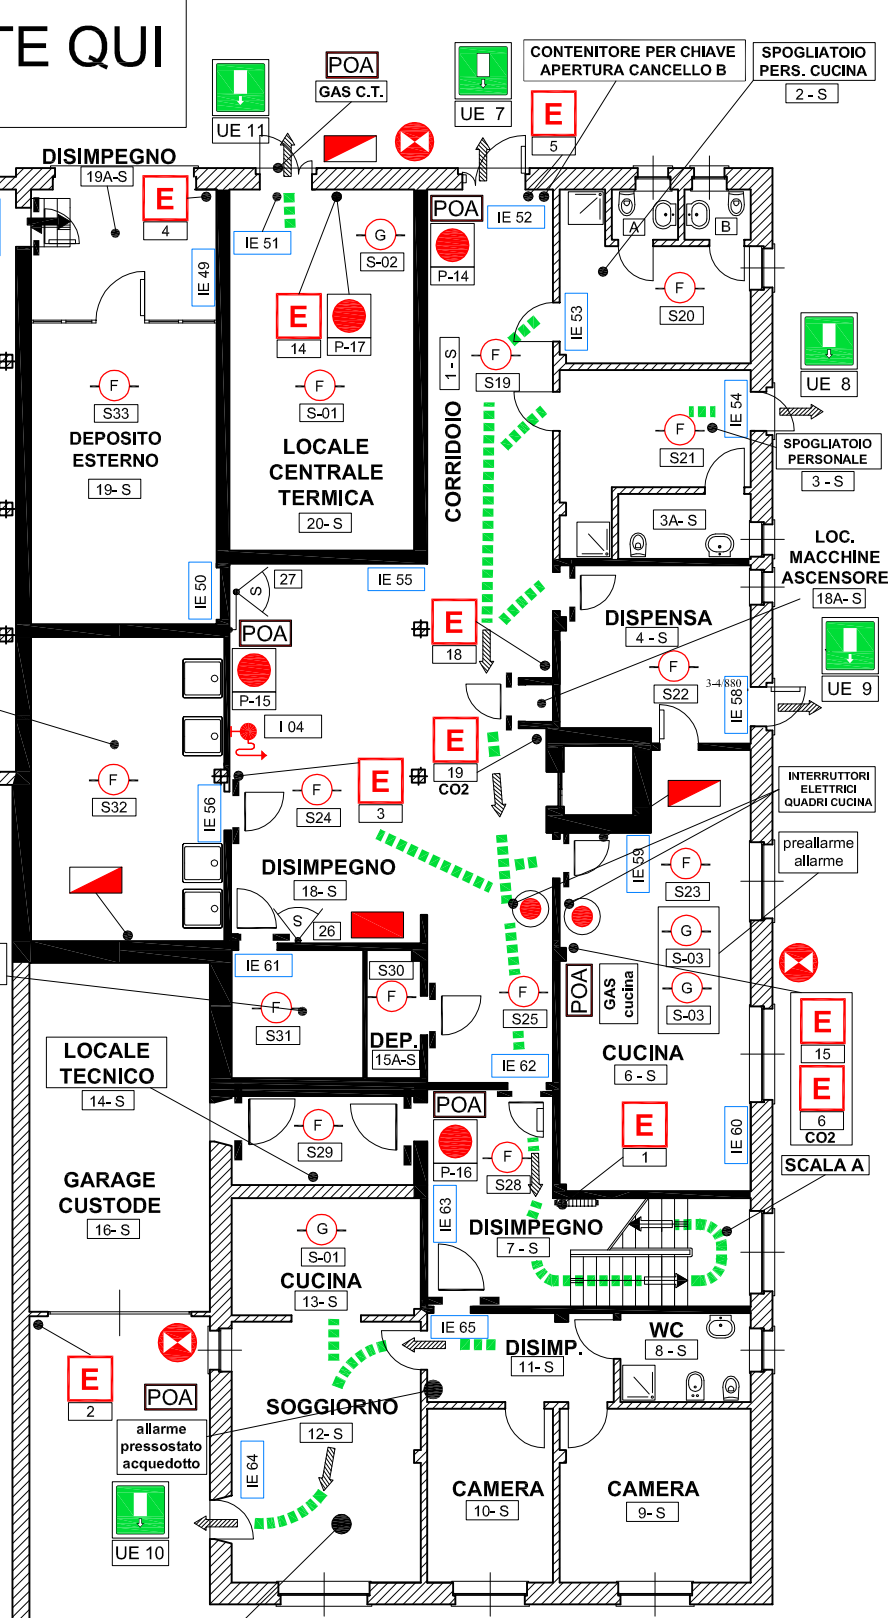 TE QUI
UE 11
POA
GAS C.T.
UE 7
CONTENITORE PER CHIAVE
APERTURA CANCELLO B
SPOGLIATOIO
PERS. CUCINA
2 - S
E
5
DISIMPEGNO
19A-S
E
4
IE 49
IE 51
G
S-02
POA
P-14
IE 52
A
B
E
14
P-17
IE 53
F
S20
UE 8
F
S33
DEPOSITO
ESTERNO
19- S
F
S-01
LOCALE
CENTRALE
TERMICA
20- S
1 - S
CORRIDOIO
F
S19
IE 54
F
S21
SPOGLIATOIO
PERSONALE
3 - S
3A- S
LOC.
MACCHINE
ASCENSORE
18A- S
IE 50
S
27
IE 55
POA
P-15
E
18
DISPENSA
4 - S
F
S22
3-4/880
IE 58
UE 9
I 04
E
19
CO2
F
S32
IE 56
F
S24
E
3
INTERRUTTORI
ELETTRICI
QUADRI CUCINA
DISIMPEGNO
18- S
IE 59
F
S23
preallarme
allarme
S
26
G
S-03
G
S-03
IE 61
S30
F
F
S31
DEP.
15A-S
F
S25
POA
GAS
cucina
E
15
E
6
CO2
LOCALE
TECNICO
14- S
IE 62
CUCINA
6 - S
POA
P-16
F
S29
F
S28
E
1
IE 60
SCALA A
GARAGE
CUSTODE
16- S
IE 63
DISIMPEGNO
7 - S
G
S-01
CUCINA
13- S
IE 65
DISIMP.
11- S
WC
8 - S
E
2
POA
allarme
pressostato
acquedotto
SOGGIORNO
12- S
IE 64
CAMERA
10- S
CAMERA
9- S
UE 10